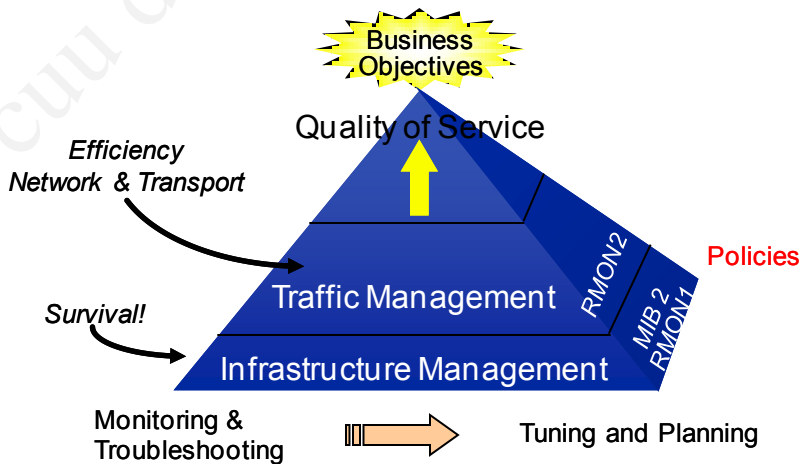 Business
Objectives
Quality of Service
Efficiency
Network & Transport
RMON2
Policies
Traffic Management
MIB 2
RMON1
Survival!
Infrastructure Management
Monitoring &
Troubleshooting
Tuning and Planning
cuu d